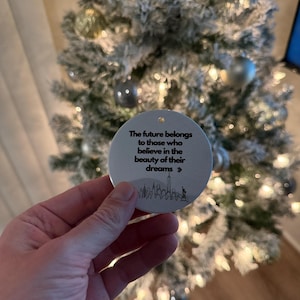 The future belongs
to those who
believe in the
beauty of their
dreams